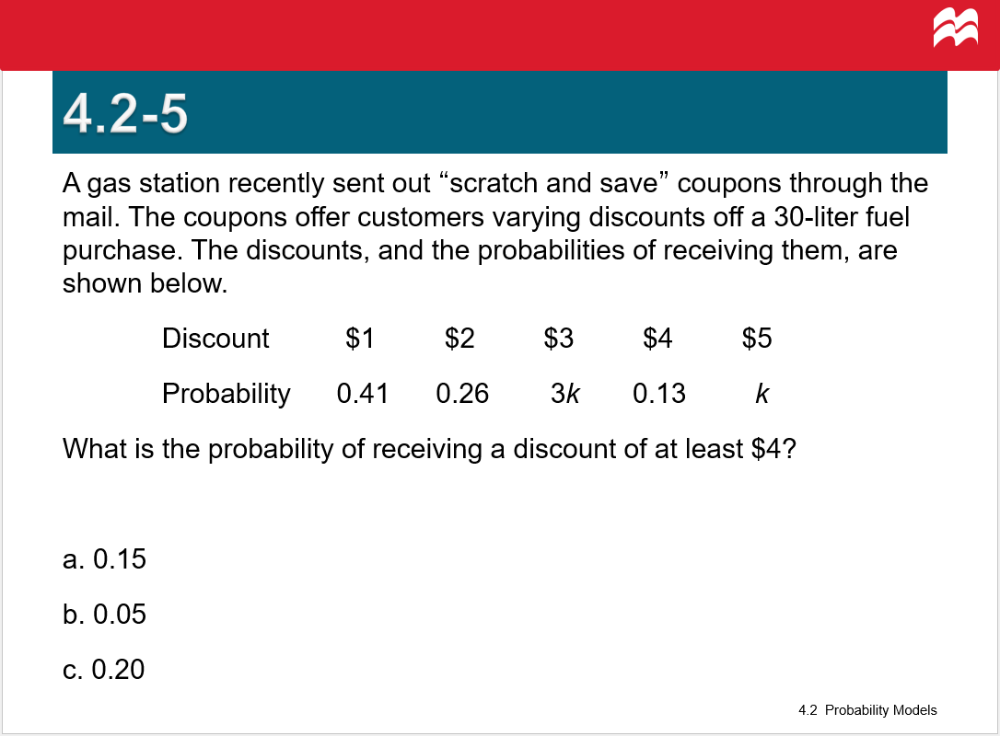 4.2-5
A gas station recently sent out “scratch and save” coupons through the
mail. The coupons offer customers varying discounts off a 30-liter fuel
purchase. The discounts, and the probabilities of receiving them, are
shown below.
Discount $1 $2 $3 $4 $5
Probability 0.41 0.26 3k 0.13 k
What is the probability of receiving a discount of at least $4?
a. 0.15
b. 0.05
c. 0.20
4.2 Probability Models